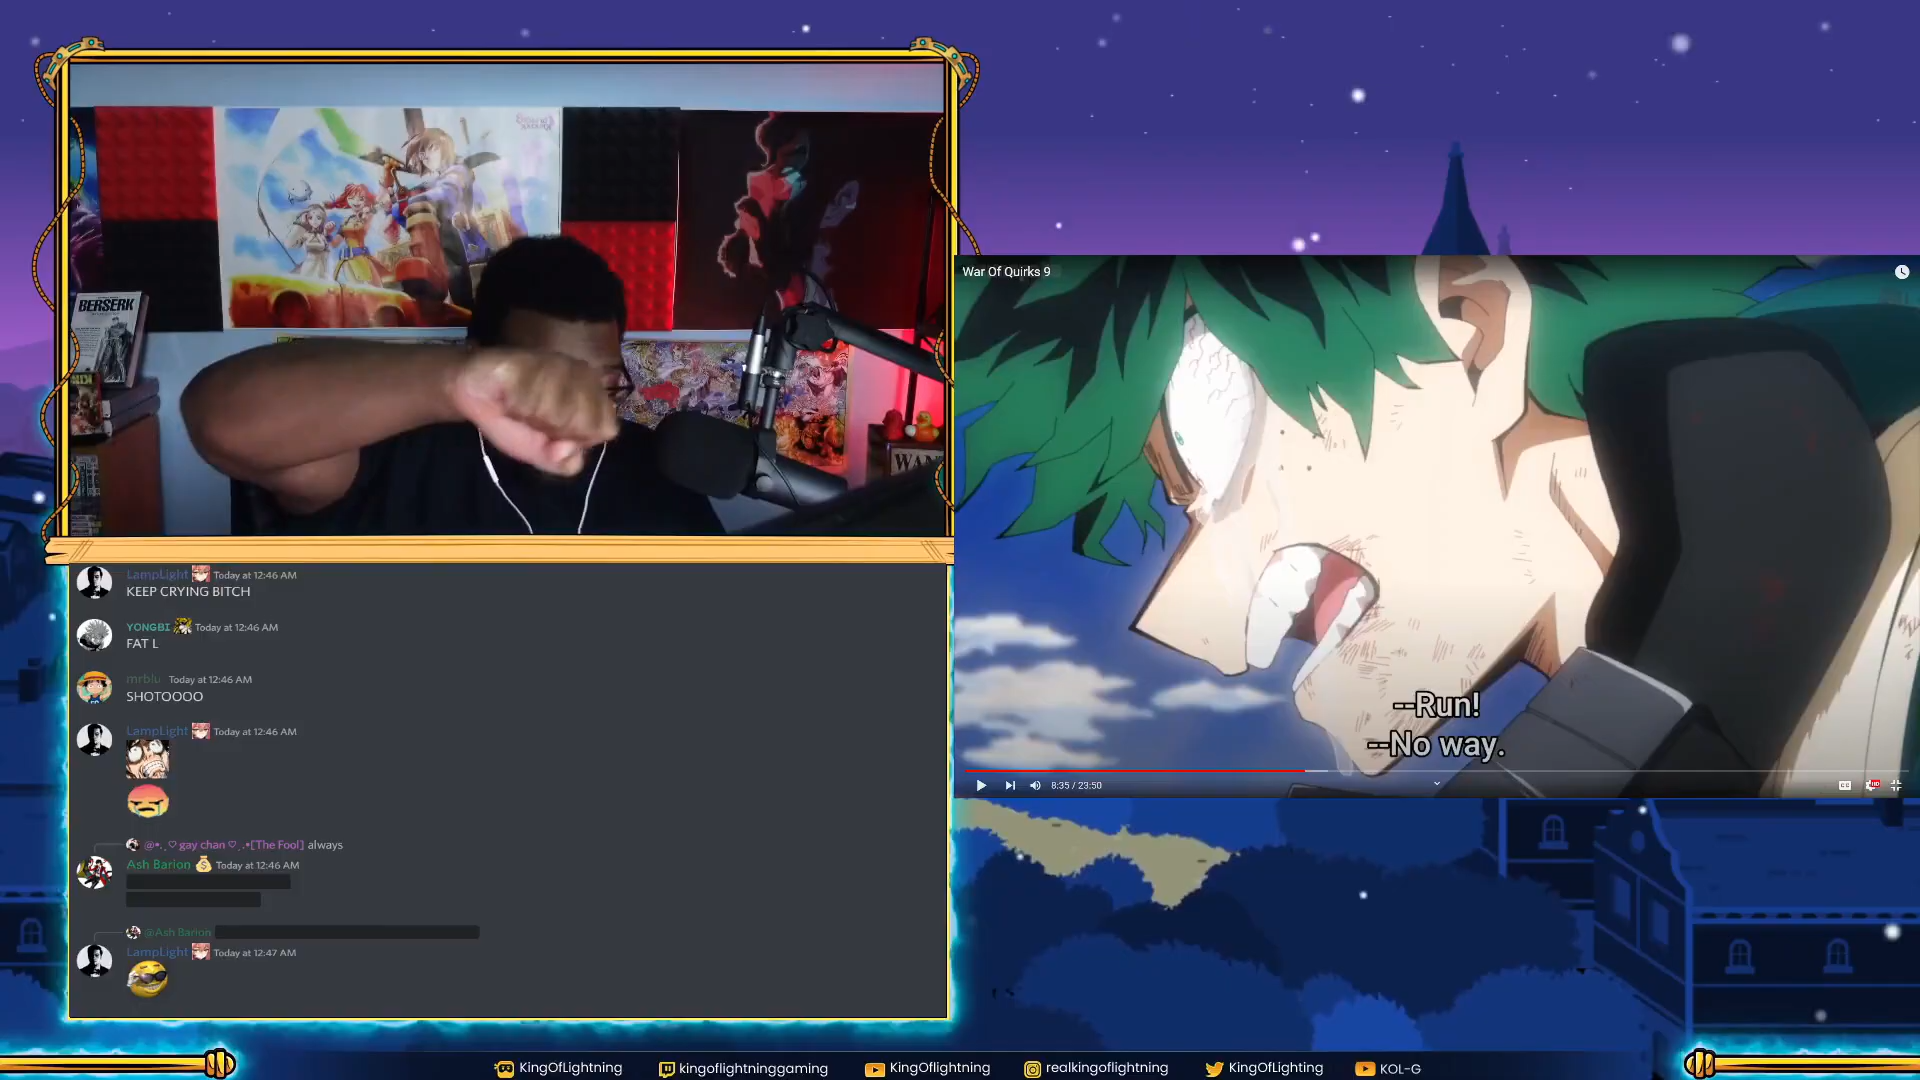 BERSERK
WAN
War Of Quirks 9
--Run!
--No way.
8:35 / 23:50
LampLight Today at 12:46 AM
KEEP CRYING BITCH
YONGBI Today at 12:46 AM
FAT L
mrblu Today at 12:46 AM
SHOTOOOO
LampLight Today at 12:46 AM
@•.¸♡ gay chan ♡¸.•[The Fool] always
Ash Barion Today at 12:46 AM
@Ash Barion
LampLight Today at 12:47 AM
KingOfLightning kingoflightninggaming KingOflightning realkingoflightning KingOfLighting KOL-G